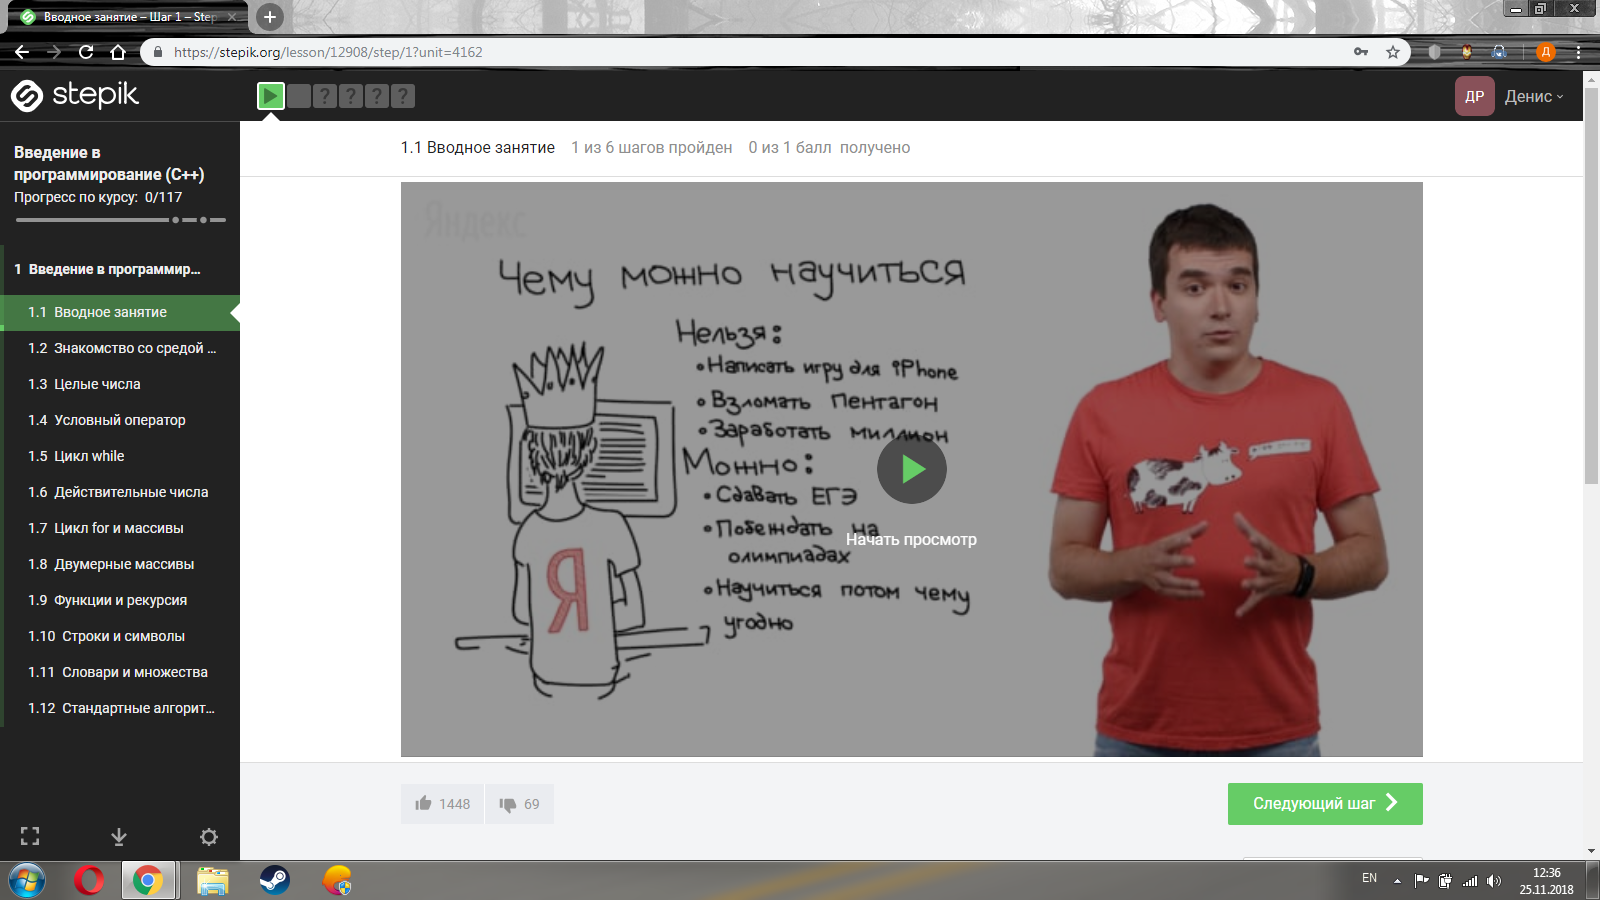 Вводное занятие – Шаг 1 – Step
https://stepik.org/lesson/12908/step/1?unit=4162
Д
stepik
? ? ? ?
ДР Денис
Введение в
программирование (C++)
Прогресс по курсу: 0/117
1 Введение в программир...
1.1 Вводное занятие
1.2 Знакомство со средой ...
1.3 Целые числа
1.4 Условный оператор
1.5 Цикл while
1.6 Действительные числа
1.7 Цикл for и массивы
1.8 Двумерные массивы
1.9 Функции и рекурсия
1.10 Строки и символы
1.11 Словари и множества
1.12 Стандартные алгорит...
1.1 Вводное занятие 1 из 6 шагов пройден 0 из 1 балл получено
Яндекс
Чему можно научиться
Нельзя:
•Написать игру для iPhone
• Взломать Пентагон
•Заработать миллион
Можно:
•Сдавать ЕГЭ
•Побеждать на
олимпиадах
•Научиться потом чему
угодно
Я
Начать просмотр
1448 69
Следующий шаг
EN
12:36
25.11.2018